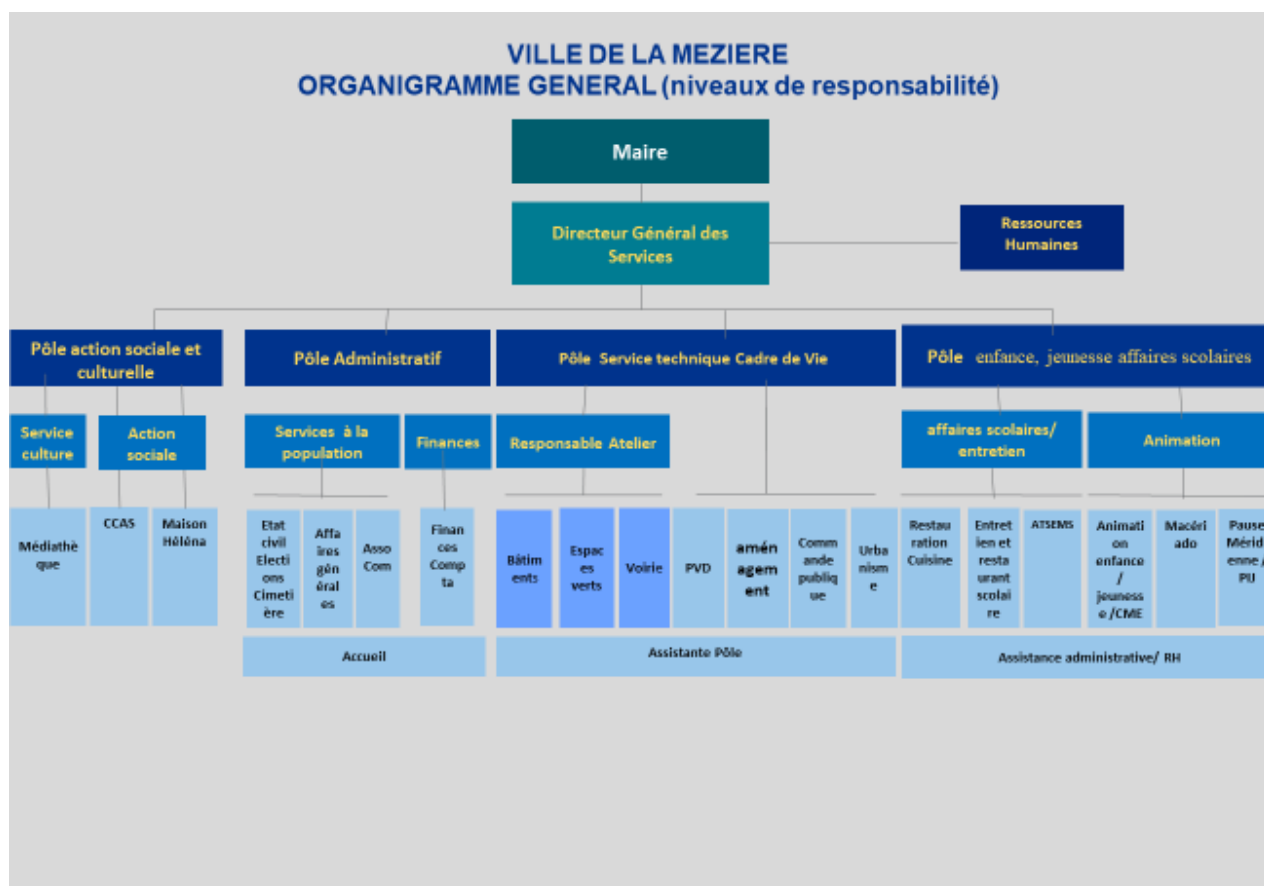 VILLE DE LA MEZIERE
ORGANIGRAMME GENERAL (niveaux de responsabilité)
Maire
Directeur Général des
Services
Ressources
Humaines
Pôle action sociale et
culturelle
Pôle Administratif
Pôle Service technique Cadre de Vie
Pôle enfance, jeunesse affaires scolaires
Service
culture
Action
sociale
Services à la
population
Finances
Responsable Atelier
affaires scolaires/
entretien
Animation
Médiathè
que
CCAS
Maison
Héléna
Etat
civil
Electi
ons
Cimeti
ère
Affa
ires
gén
éral
es
Asso
Com
Finan
ces
Comp
ta
Bâtim
ents
Espac
es
verts
Voirie
PVD
amén
agem
ent
Comm
ande
publiq
ue
Urba
nism
e
Restau
ration
Cuisine
Entret
ien et
resta
urant
scolai
re
ATSEMS
Animati
on
enfance
/
jeuness
e /CME
Macéri
ado
Pause
Mérid
enne /
PIJ
Accueil
Assistante Pôle
Assistance administrative/ RH